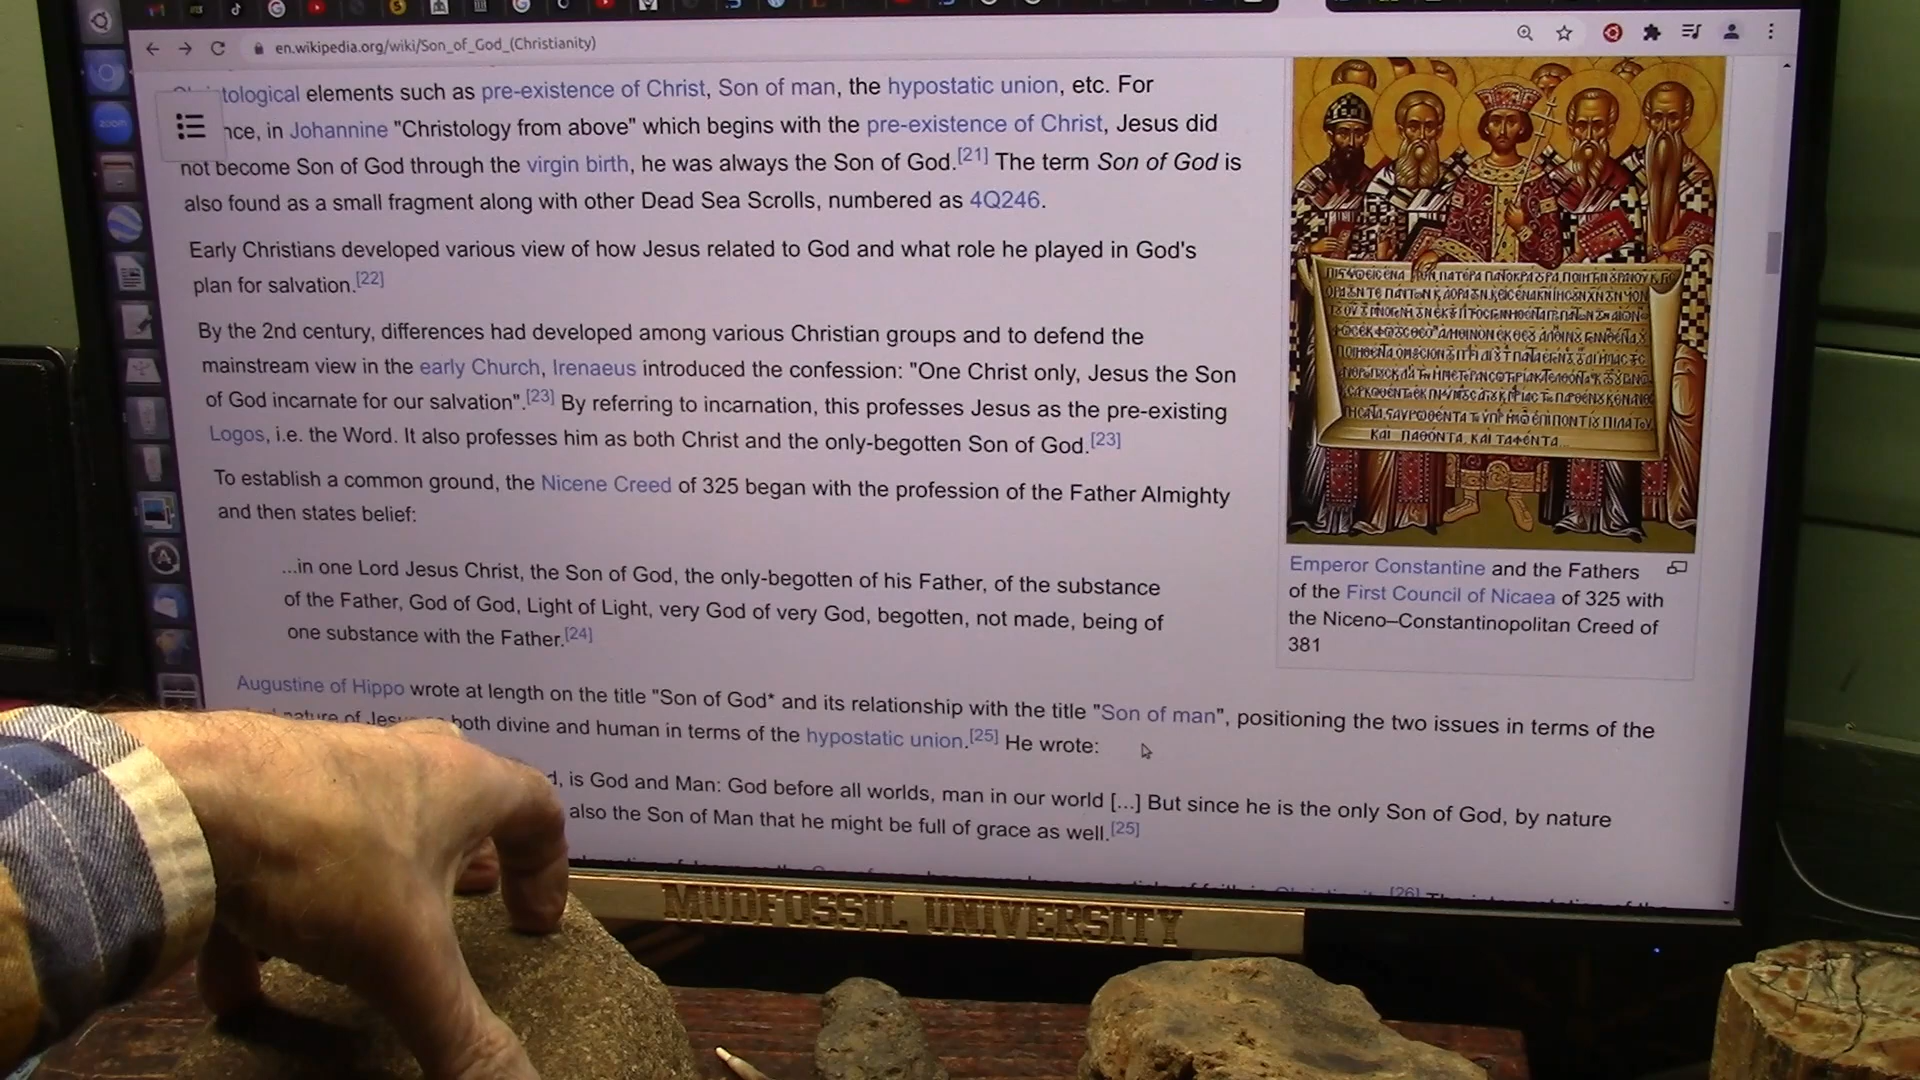 en.wikipedia.org/wiki/Son_of_God_(Christianity)
zoom
tological elements such as pre-existence of Christ, Son of man, the hypostatic union, etc. For
nce, in Johannine "Christology from above" which begins with the pre-existence of Christ, Jesus did
not become Son of God through the virgin birth, he was always the Son of God.[21] The term Son of God is
also found as a small fragment along with other Dead Sea Scrolls, numbered as 4Q246.
Early Christians developed various view of how Jesus related to God and what role he played in God's
plan for salvation.[22]
By the 2nd century, differences had developed among various Christian groups and to defend the
mainstream view in the early Church, Irenaeus introduced the confession: "One Christ only, Jesus the Son
of God incarnate for our salvation".[23] By referring to incarnation, this professes Jesus as the pre-existing
Logos, i.e. the Word. It also professes him as both Christ and the only-begotten Son of God.[23]
To establish a common ground, the Nicene Creed of 325 began with the profession of the Father Almighty
and then states belief:
...in one Lord Jesus Christ, the Son of God, the only-begotten of his Father, of the substance
of the Father, God of God, Light of Light, very God of very God, begotten, not made, being of
one substance with the Father.[24]
ΚΑΙ ΠΑΘΟΝΤΑ, ΚΑΙ ΤΑΦΕΝΤΑ...
Emperor Constantine and the Fathers
of the First Council of Nicaea of 325 with
the Niceno–Constantinopolitan Creed of
381
Augustine of Hippo wrote at length on the title "Son of God" and its relationship with the title "Son of man", positioning the two issues in terms of the
nature of Jesus both divine and human in terms of the hypostatic union.[25] He wrote:
d, is God and Man: God before all worlds, man in our world [...] But since he is the only Son of God, by nature
also the Son of Man that he might be full of grace as well.[25]
[26]
MUDFOSSIL UNIVERSITY